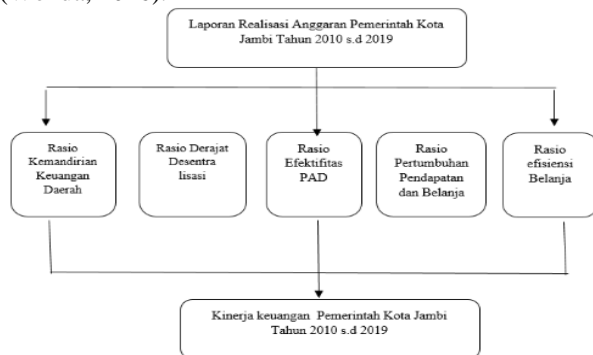 Laporan Realisasi Anggaran Pemerintah Kota
Jambi Tahun 2010 s.d 2019
Rasio
Kemandirian
Keuangan
Daerah
Rasio Derajat
Desentra
lisasi
Rasio
Efektifitas
PAD
Rasio
Pertumbuhan
Pendapatan
dan Belanja
Rasio
efisiensi
Belanja
Kinerja keuangan Pemerintah Kota Jambi
Tahun 2010 s.d 2019